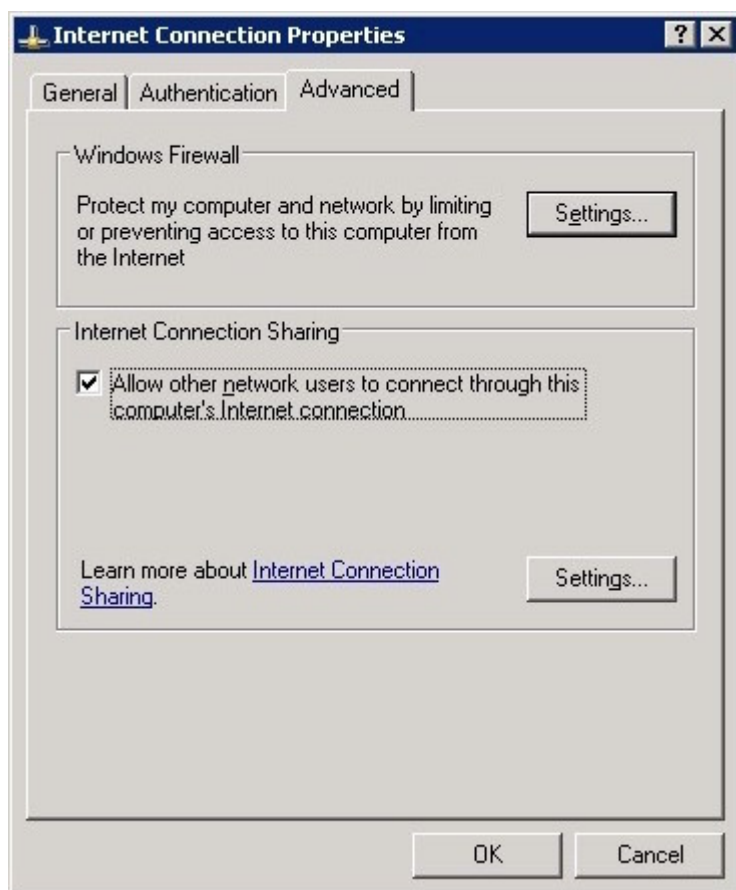 Internet Connection Properties
General Authentication Advanced
Windows Firewall
Protect my computer and network by limiting
or preventing access to this computer from
the Internet
Settings...
Internet Connection Sharing
Allow other network users to connect through this
computer's Internet connection
Learn more about Internet Connection
Sharing.
Settings...
OK Cancel